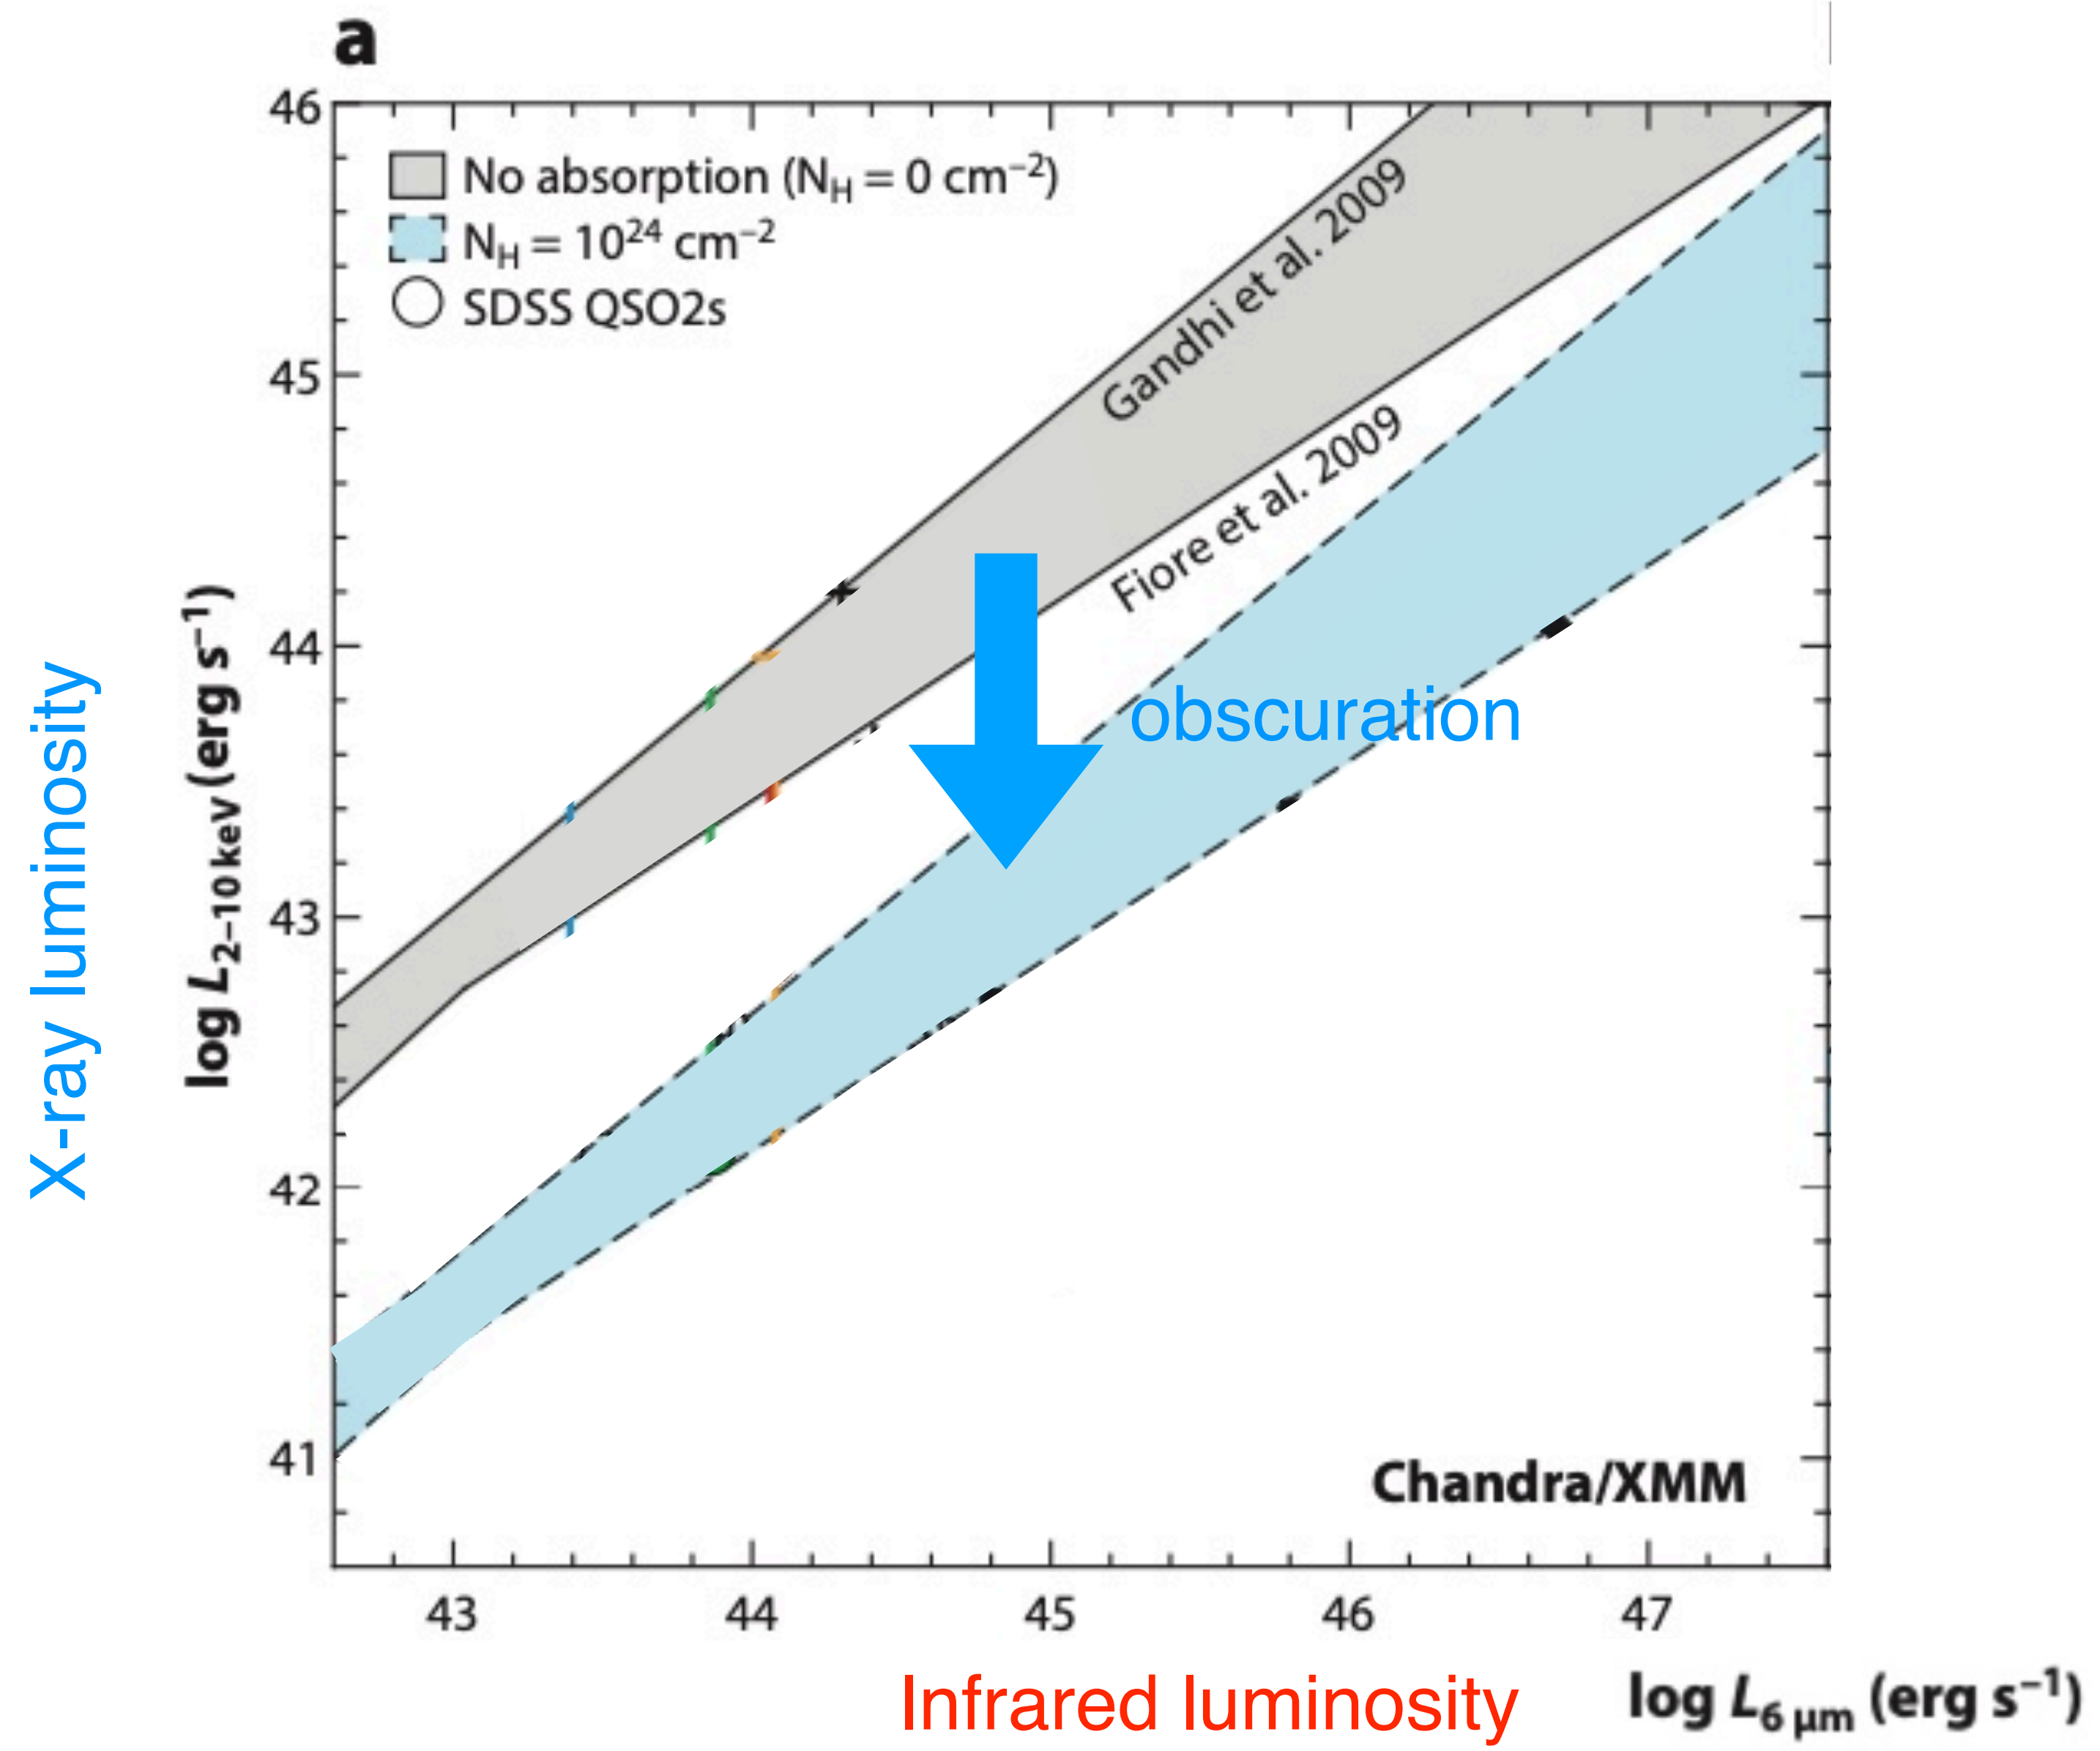 a
46
45
44
43
42
41
No absorption (N_H = 0 cm⁻²)
N_H = 10²⁴ cm⁻²
SDSS QSO2s
Gandhi et al. 2009
Fiore et al. 2009
obscuration
X-ray luminosity
log L_2–10 keV (erg s⁻¹)
Chandra/XMM
43 44 45 46 47
Infrared luminosity
log L_6 μm (erg s⁻¹)